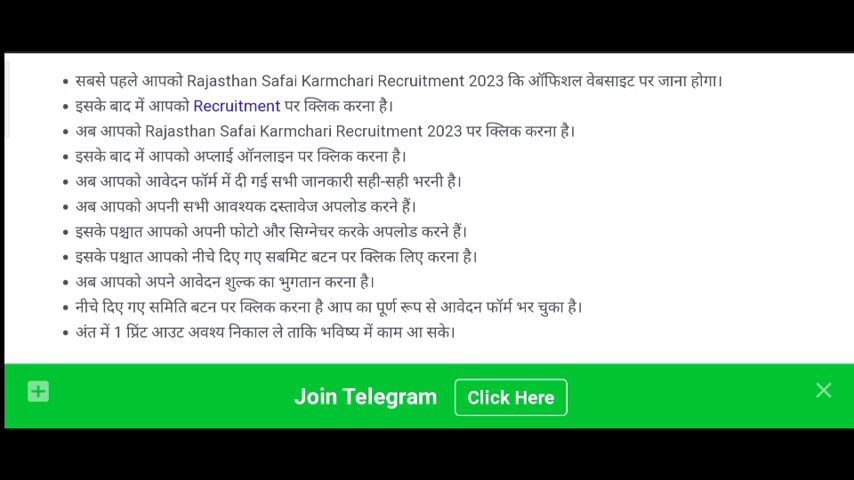 सबसे पहले आपको Rajasthan Safai Karmchari Recruitment 2023 कि ऑफिशल वेबसाइट पर जाना होगा।
इसके बाद में आपको Recruitment पर क्लिक करना है।
अब आपको Rajasthan Safai Karmchari Recruitment 2023 पर क्लिक करना है।
इसके बाद में आपको अप्लाई ऑनलाइन पर क्लिक करना है।
अब आपको आवेदन फॉर्म में दी गई सभी जानकारी सही-सही भरनी है।
अब आपको अपनी सभी आवश्यक दस्तावेज अपलोड करने हैं।
इसके पश्चात आपको अपनी फोटो और सिग्नेचर करके अपलोड करने हैं।
इसके पश्चात आपको नीचे दिए गए सबमिट बटन पर क्लिक लिए करना है।
अब आपको अपने आवेदन शुल्क का भुगतान करना है।
नीचे दिए गए समिति बटन पर क्लिक करना है आप का पूर्ण रूप से आवेदन फॉर्म भर चुका है।
अंत में 1 प्रिंट आउट अवश्य निकाल ले ताकि भविष्य में काम आ सके।
Join Telegram Click Here